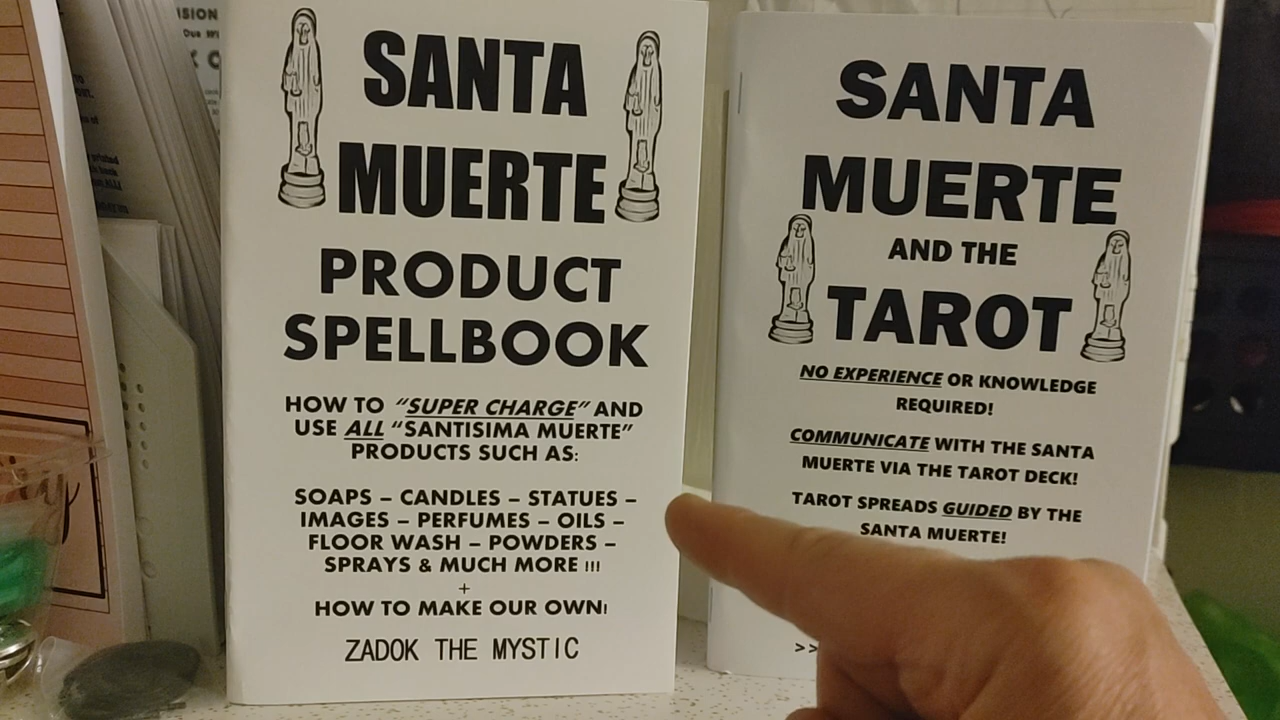 SANTA
MUERTE
PRODUCT
SPELLBOOK
HOW TO "SUPER CHARGE" AND
USE ALL "SANTISIMA MUERTE"
PRODUCTS SUCH AS:
SOAPS – CANDLES – STATUES –
IMAGES – PERFUMES – OILS –
FLOOR WASH – POWDERS –
SPRAYS & MUCH MORE !!!
+
HOW TO MAKE OUR OWN!
ZADOK THE MYSTIC
SANTA
MUERTE
AND THE
TAROT
NO EXPERIENCE OR KNOWLEDGE
REQUIRED!
COMMUNICATE WITH THE SANTA
MUERTE VIA THE TAROT DECK!
TAROT SPREADS GUIDED BY THE
SANTA MUERTE!
>>